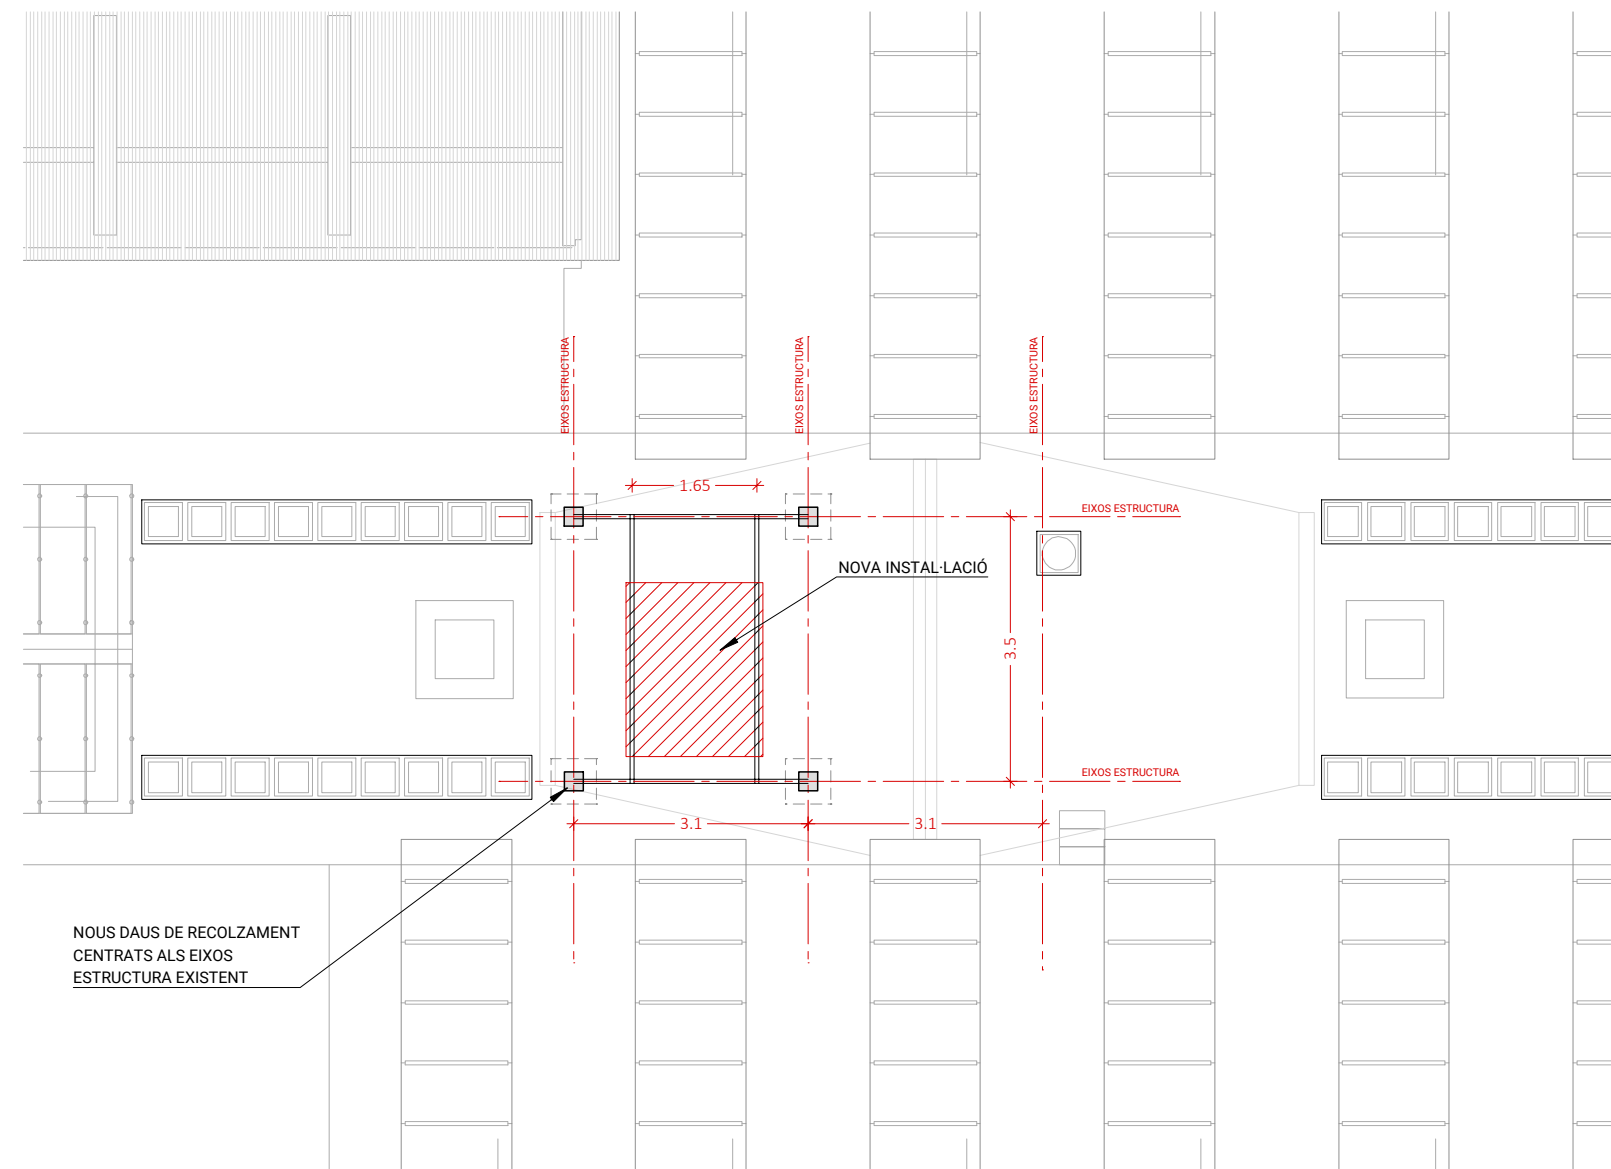 EIXOS ESTRUCTURA
EIXOS ESTRUCTURA
EIXOS ESTRUCTURA
1.65
EIXOS ESTRUCTURA
NOVA INSTAL·LACIÓ
3.5
EIXOS ESTRUCTURA
3.1
3.1
NOUS DAUS DE RECOLZAMENT
CENTRATS ALS EIXOS
ESTRUCTURA EXISTENT